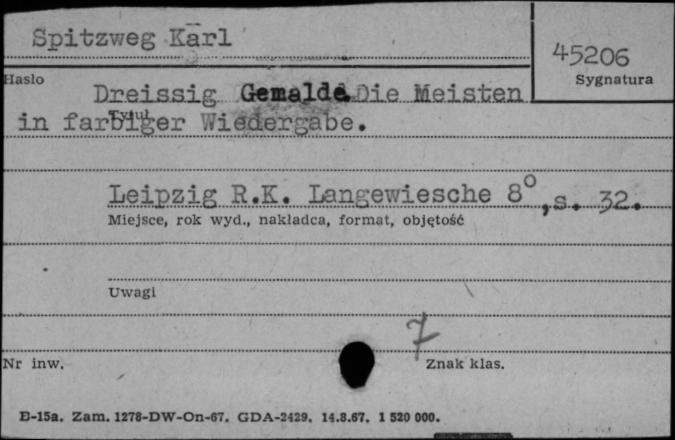 Spitzweg Karl
45206
Hasło
Sygnatura
Dreissig Gemalde.Die Meisten
Tytuł
in farbiger Wiedergabe.
Leipzig R.K. Langewiesche 8°,s. 32.
Miejsce, rok wyd., nakładca, format, objętość
Uwagi
7
Nr inw.
Znak klas.
E-15a. Zam. 1278-DW-On-67. GDA-2429. 14.8.67. 1 520 000.